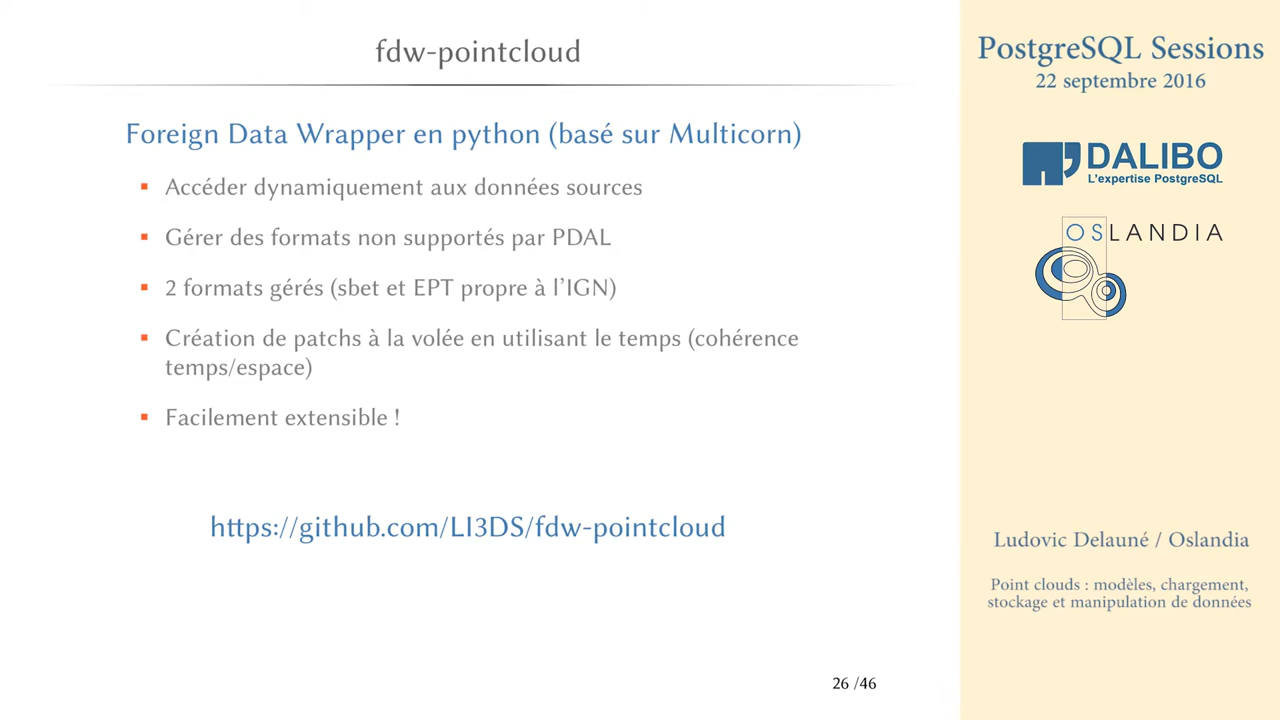 fdw-pointcloud
Foreign Data Wrapper en python (basé sur Multicorn)
Accéder dynamiquement aux données sources
Gérer des formats non supportés par PDAL
2 formats gérés (sbet et EPT propre à l’IGN)
Création de patchs à la volée en utilisant le temps (cohérence
temps/espace)
Facilement extensible !
https://github.com/LI3DS/fdw-pointcloud
26 /46
PostgreSQL Sessions
22 septembre 2016
DALIBO
L'expertise PostgreSQL
OSLANDIA
Ludovic Delauné / Oslandia
Point clouds : modèles, chargement,
stockage et manipulation de données